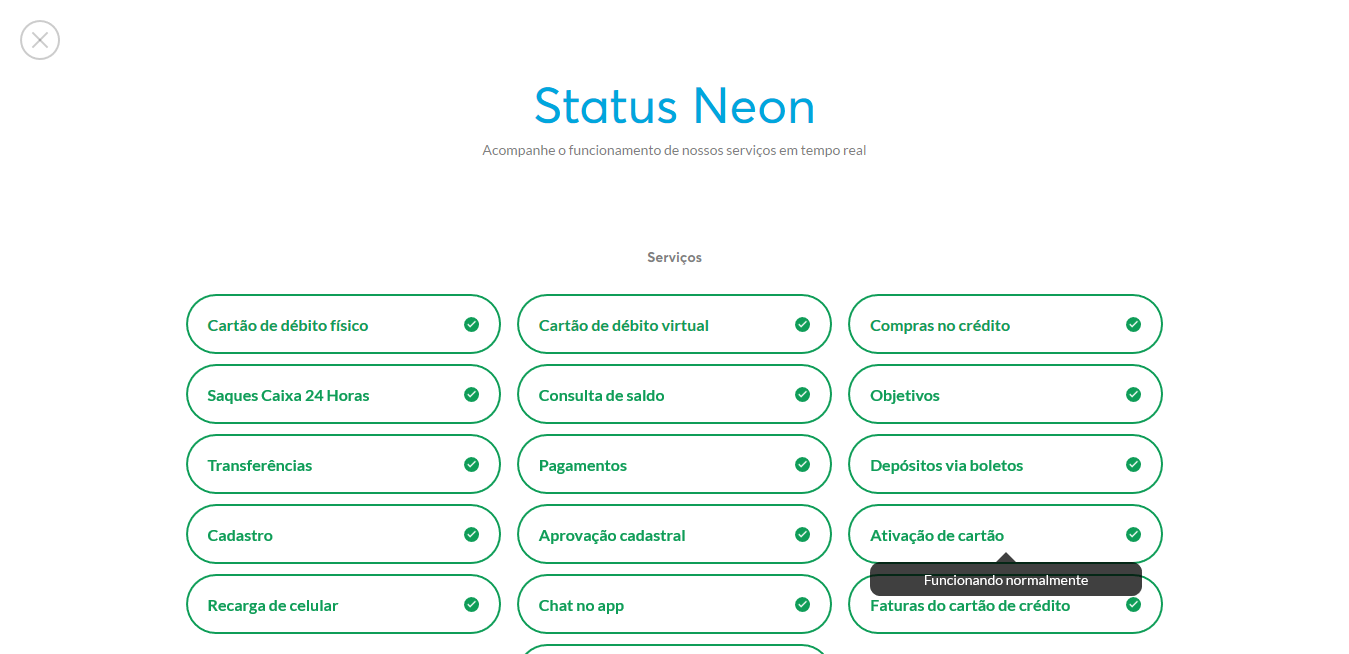 Status Neon
Acompanhe o funcionamento de nossos serviços em tempo real
Serviços
Cartão de débito físico
Cartão de débito virtual
Compras no crédito
Saques Caixa 24 Horas
Consulta de saldo
Objetivos
Transferências
Pagamentos
Depósitos via boletos
Cadastro
Aprovação cadastral
Ativação de cartão
Funcionando normalmente
Recarga de celular
Chat no app
Faturas do cartão de crédito